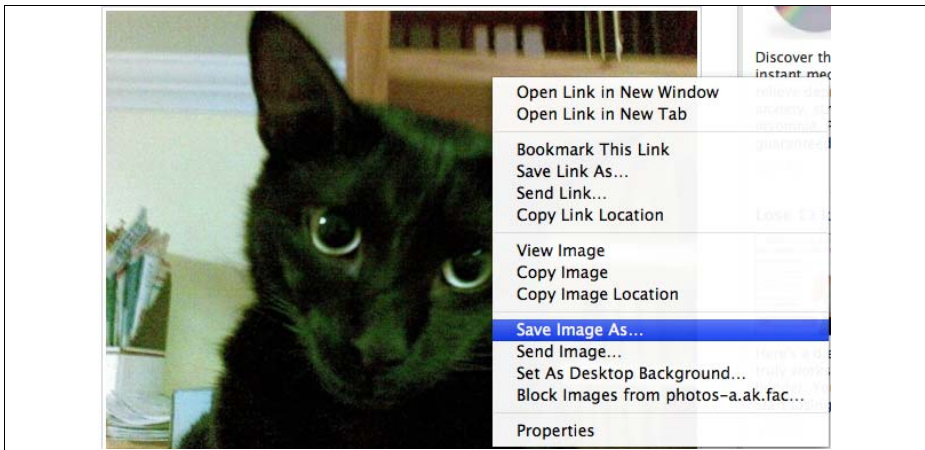 Discover th
instant med
Open Link in New Window
Open Link in New Tab
Bookmark This Link
Save Link As...
Send Link...
Copy Link Location
View Image
Copy Image
Copy Image Location
Save Image As...
Send Image...
Set As Desktop Background...
Block Images from photos-a.ak.fac...
Properties